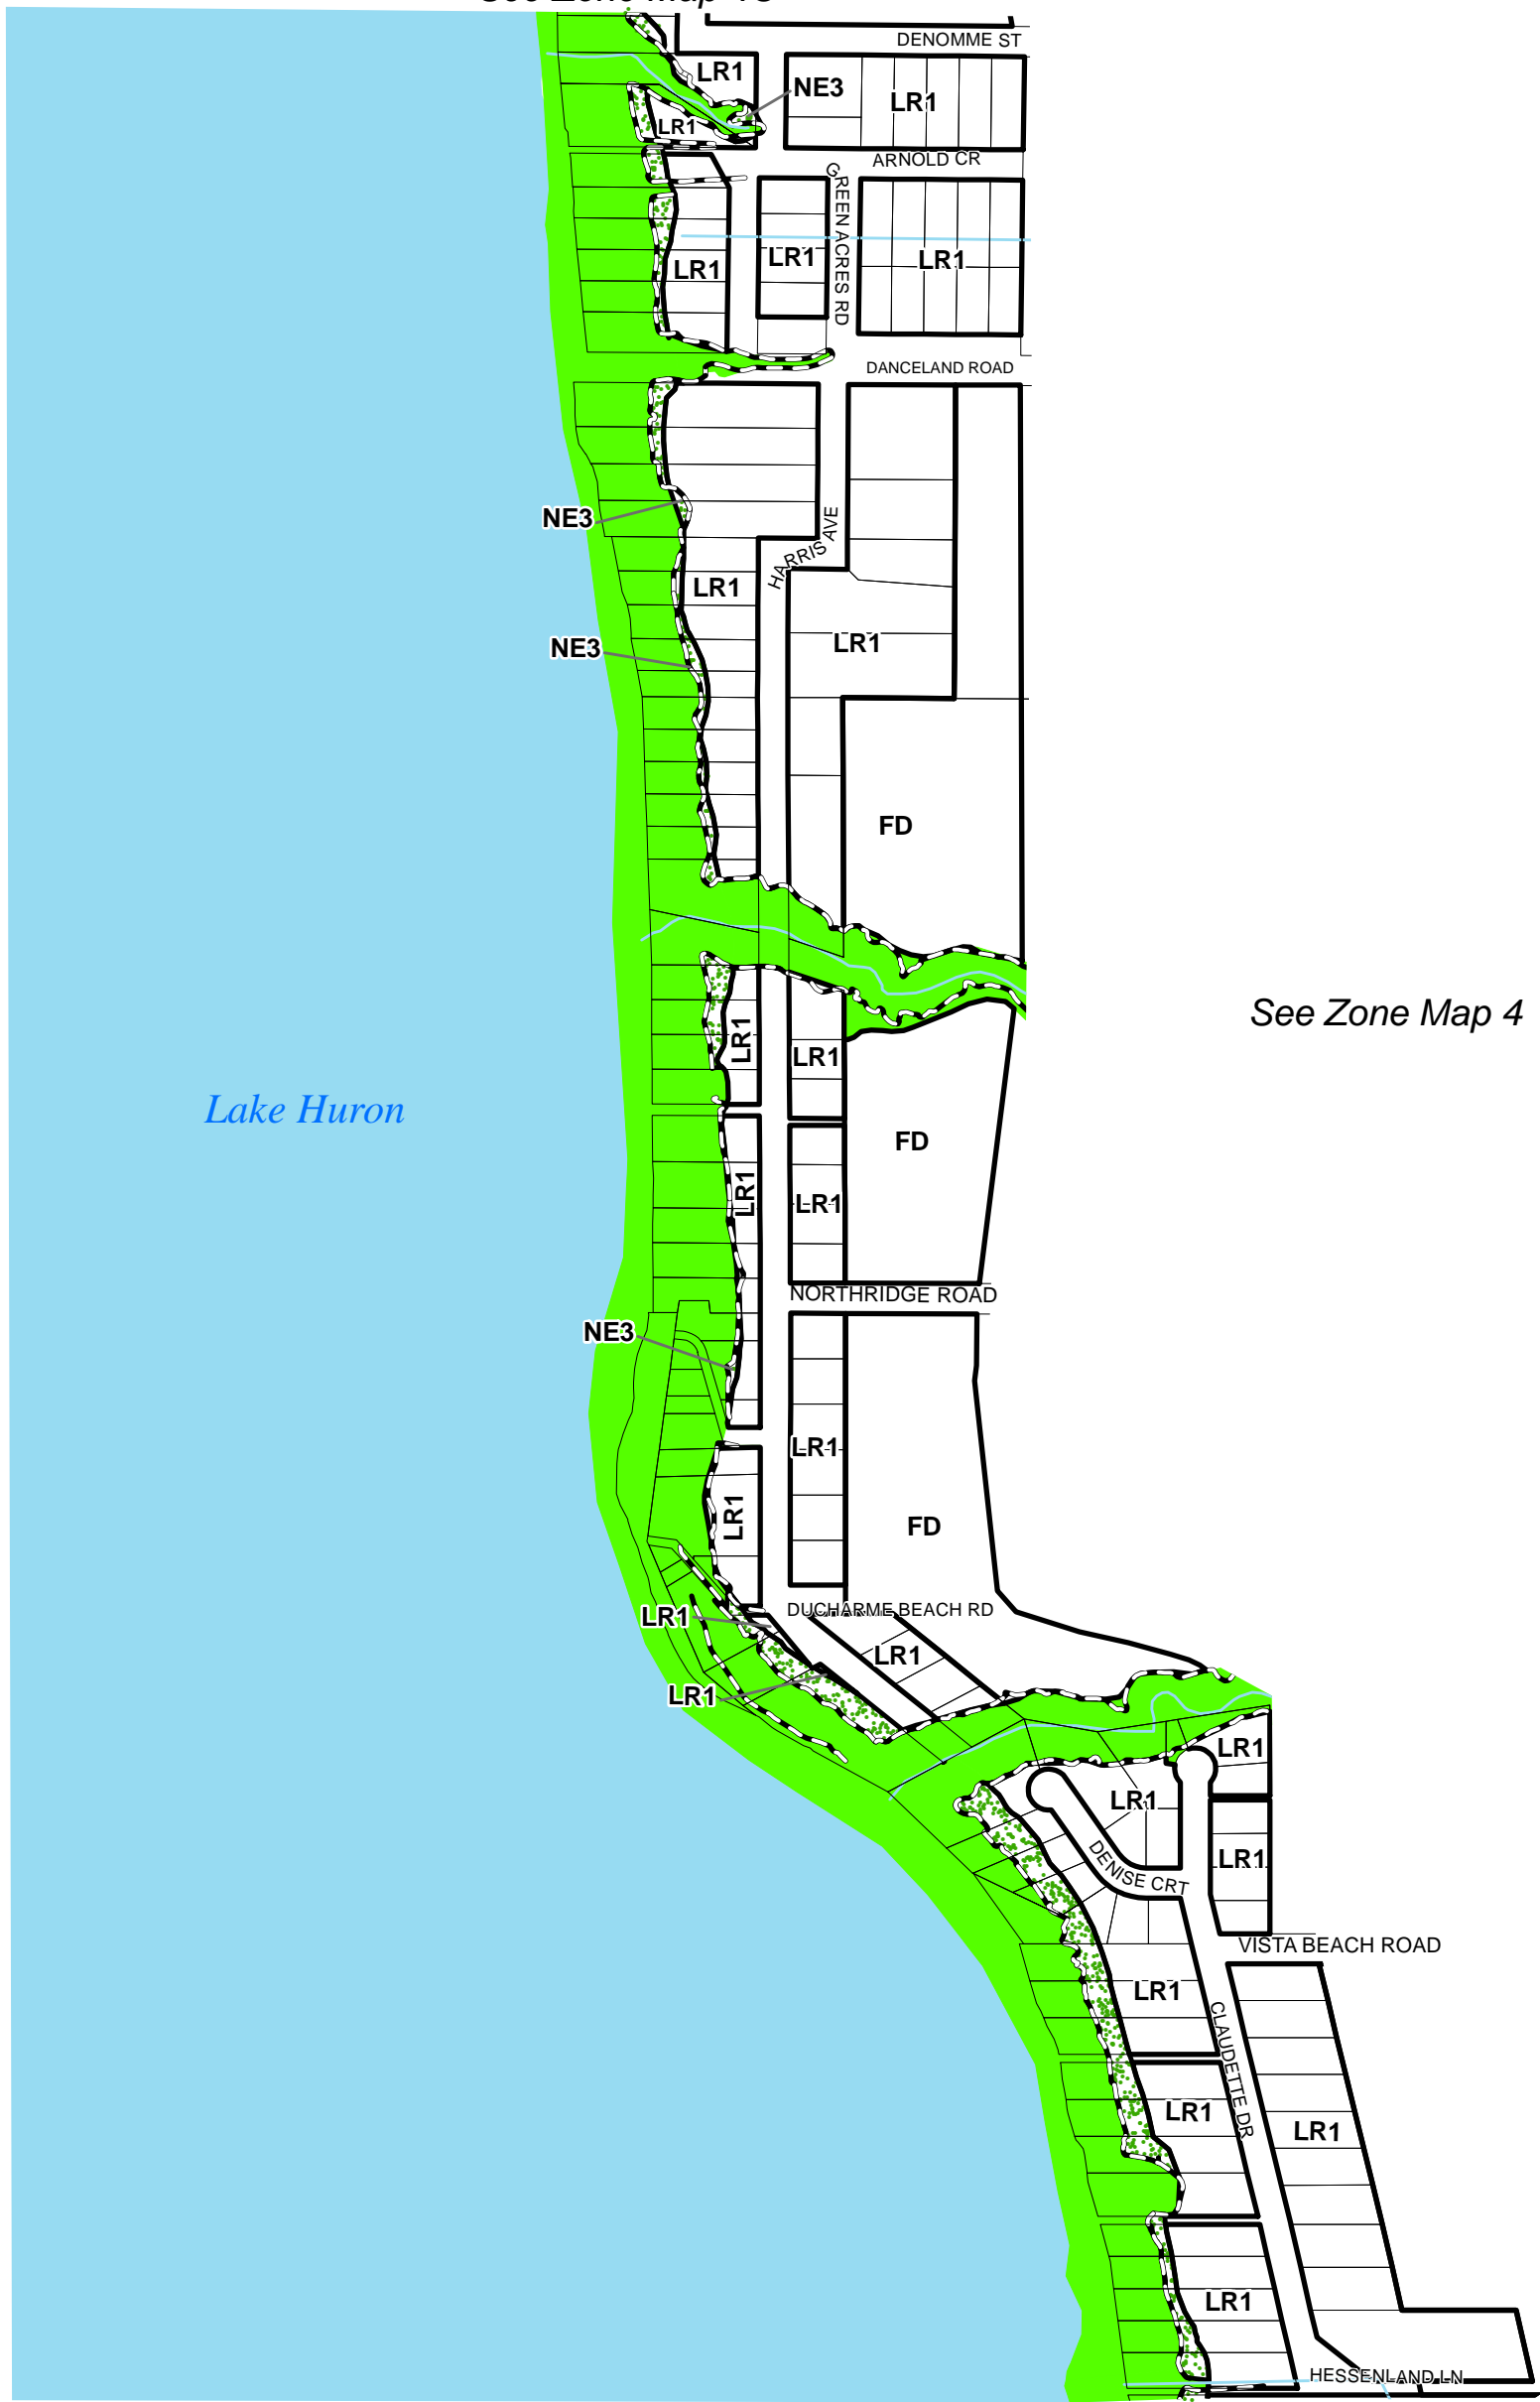 See Zone Map
DENOMME ST
LR1
NE3
LR1
LR1
ARNOLD CR
GREEN ACRES RD
LR1
LR1
LR1
DANCELAND ROAD
NE3
HARRIS AVE
LR1
NE3
LR1
FD
See Zone Map 4
LR1
LR1
Lake Huron
FD
LR1
LR1
NORTHRIDGE ROAD
NE3
LR1
LR1
FD
DUCHARME BEACH RD
LR1
LR1
LR1
LR1
LR1
LR1
DENISE CRT
VISTA BEACH ROAD
LR1
CLAUDETTE DR
LR1
LR1
LR1
HESSENLAND LN